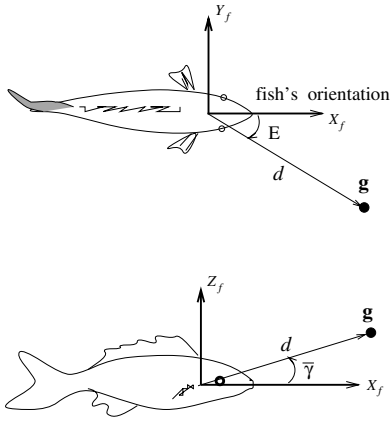 Y_f
fish's orientation
X_f
E
d
g
Z_f
g
d
γ̄
X_f